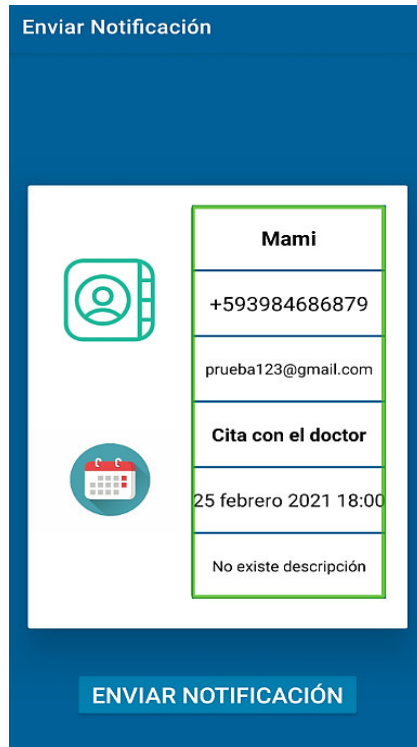 Enviar Notificación
Mami
+593984686879
prueba123@gmail.com
Cita con el doctor
25 febrero 2021 18:00
No existe descripción
ENVIAR NOTIFICACIÓN